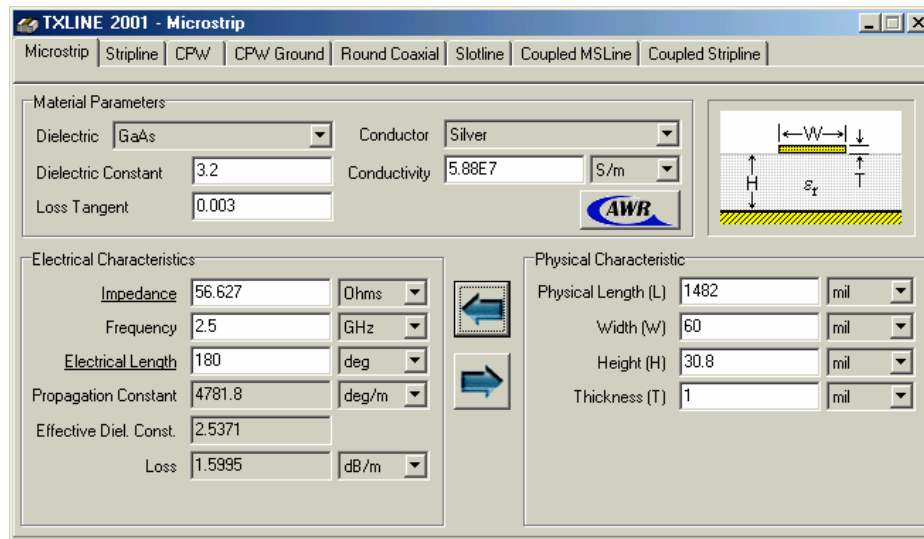 TXLINE 2001 - Microstrip
Microstrip Stripline CPW CPW Ground Round Coaxial Slotline Coupled MSLine Coupled Stripline
Material Parameters
Dielectric GaAs Conductor Silver
Dielectric Constant 3.2 Conductivity 5.88E7 S/m
Loss Tangent 0.003 AWR
W
T
H
εr
Electrical Characteristics
Impedance 56.627 Ohms
Frequency 2.5 GHz
Electrical Length 180 deg
Propagation Constant 4781.8 deg/m
Effective Diel. Const. 2.5371
Loss 1.5995 dB/m
Physical Characteristic
Physical Length (L) 1482 mil
Width (W) 60 mil
Height (H) 30.8 mil
Thickness (T) 1 mil